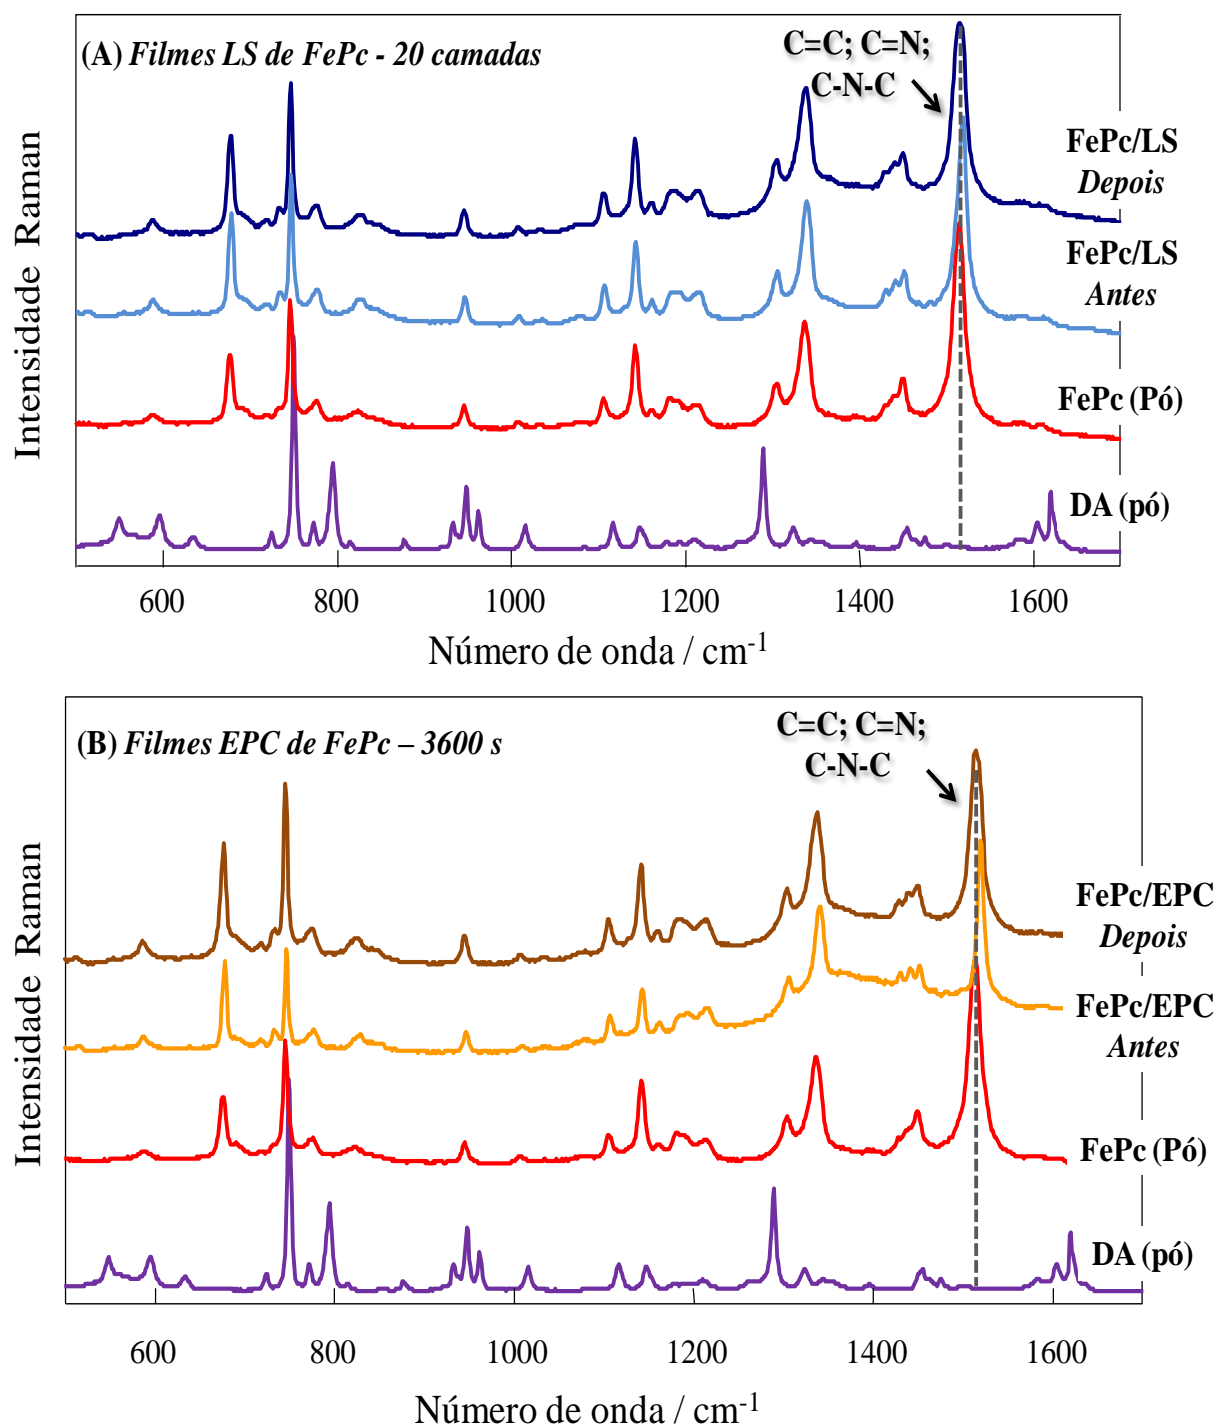 (A) Filmes LS de FePc - 20 camadas
C=C; C=N;
C-N-C
FePc/LS
Depois
FePc/LS
Antes
FePc (Pó)
DA (pó)
Intensidade Raman
600 800 1000 1200 1400 1600
Número de onda / cm-1
(B) Filmes EPC de FePc – 3600 s
C=C; C=N;
C-N-C
FePc/EPC
Depois
FePc/EPC
Antes
FePc (Pó)
DA (pó)
Intensidade Raman
600 800 1000 1200 1400 1600
Número de onda / cm-1